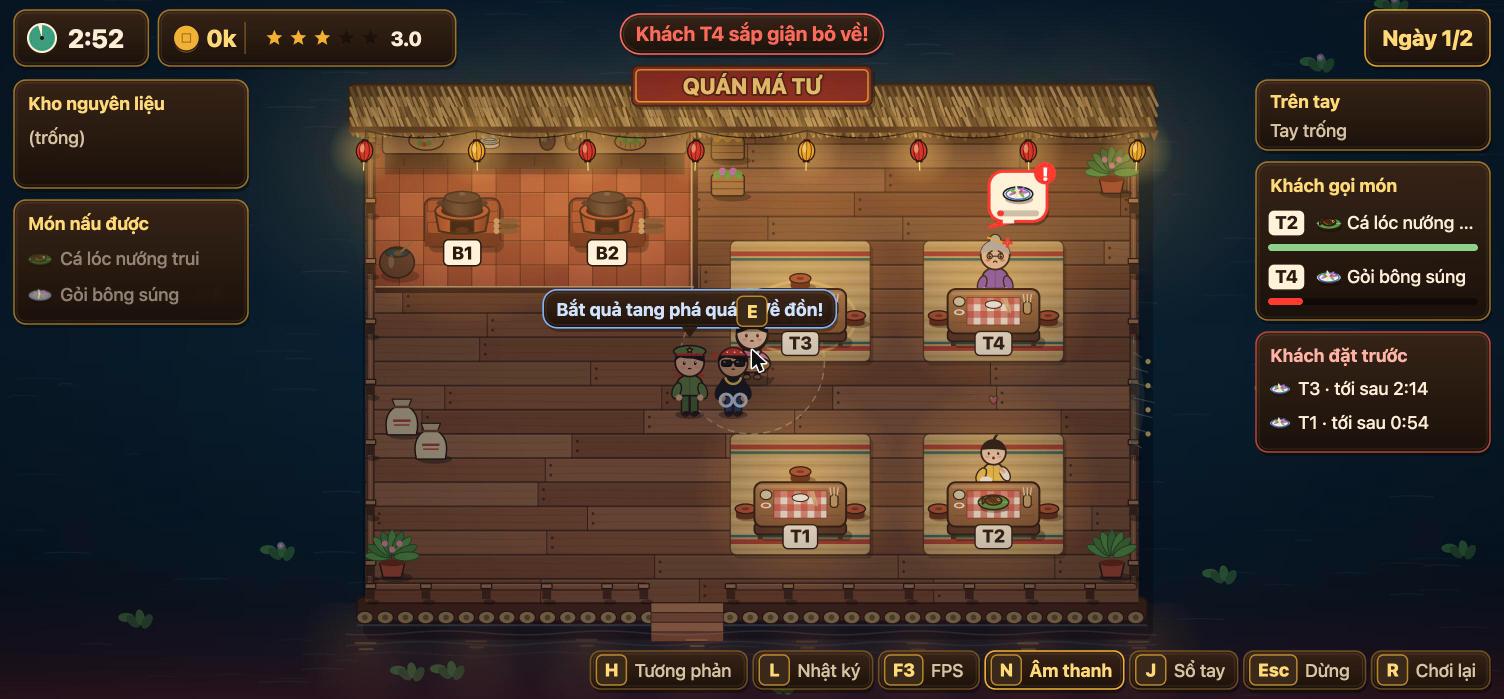 2:52
0k
3.0
Khách T4 sắp giận bỏ về!
QUÁN MÁ TƯ
Ngày 1/2
Kho nguyên liệu
(trống)
Món nấu được
Cá lóc nướng trui
Gỏi bông súng
Trên tay
Tay trống
Khách gọi món
T2 Cá lóc nướng ...
T4 Gỏi bông súng
Khách đặt trước
T3 · tới sau 2:14
T1 · tới sau 0:54
!
B1
B2
Bắt quả tang phá quá
E
đồn!
T3
T4
T1
T2
H Tương phản
L Nhật ký
F3 FPS
N Âm thanh
J Sổ tay
Esc Dừng
R Chơi lại